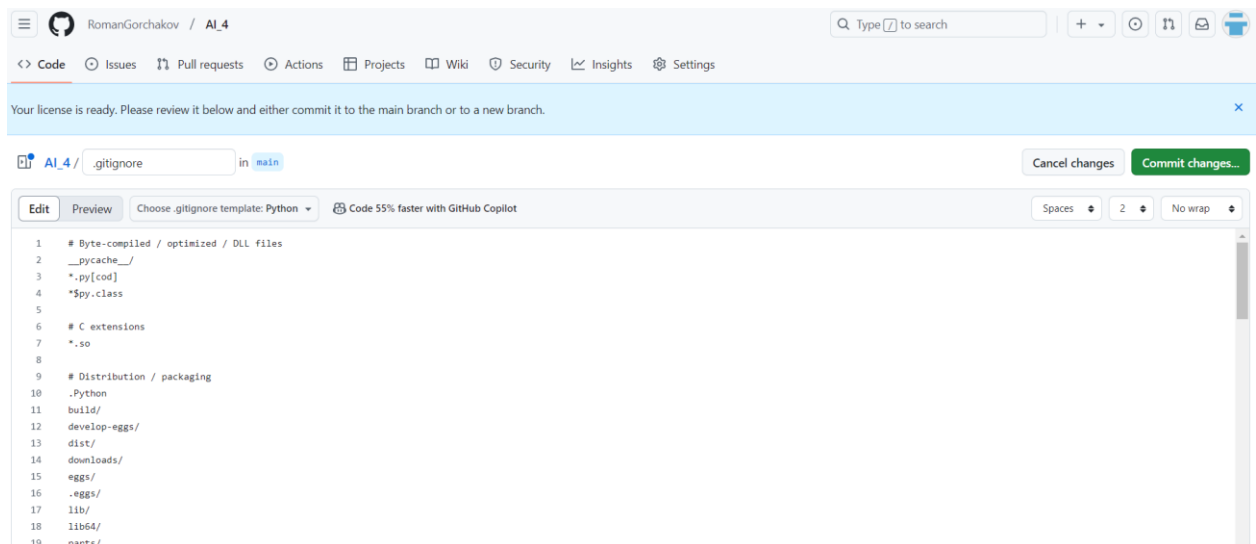 RomanGorchakov / AI_4 Type / to search
<> Code Issues Pull requests Actions Projects Wiki Security Insights Settings
Your license is ready. Please review it below and either commit it to the main branch or to a new branch.
AI_4 / .gitignore in main Cancel changes Commit changes...
Edit Preview Choose .gitignore template: Python Code 55% faster with GitHub Copilot Spaces 2 No wrap
1 # Byte-compiled / optimized / DLL files
2 __pycache__/
3 *.py[cod]
4 *$py.class
5
6 # C extensions
7 *.so
8
9 # Distribution / packaging
10 .Python
11 build/
12 develop-eggs/
13 dist/
14 downloads/
15 eggs/
16 .eggs/
17 lib/
18 lib64/
19 parts/